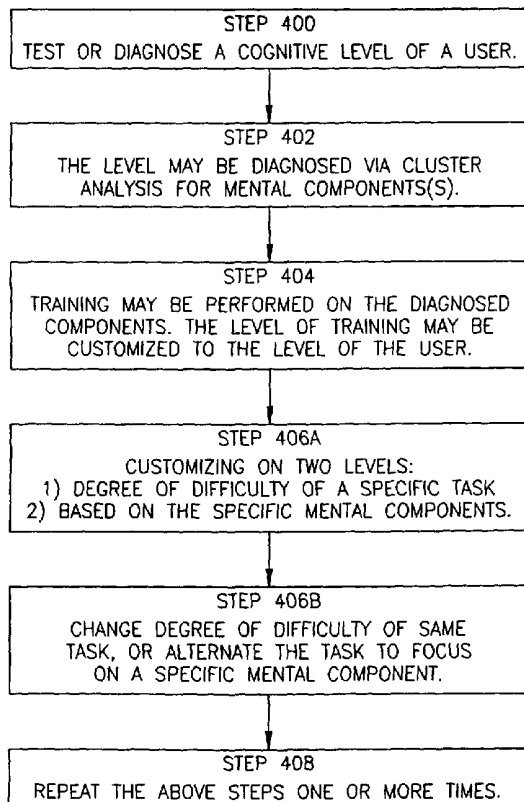 STEP 400
TEST OR DIAGNOSE A COGNITIVE LEVEL OF A USER.
STEP 402
THE LEVEL MAY BE DIAGNOSED VIA CLUSTER
ANALYSIS FOR MENTAL COMPONENTS(S).
STEP 404
TRAINING MAY BE PERFORMED ON THE DIAGNOSED
COMPONENTS. THE LEVEL OF TRAINING MAY BE
CUSTOMIZED TO THE LEVEL OF THE USER.
STEP 406A
CUSTOMIZING ON TWO LEVELS:
1) DEGREE OF DIFFICULTY OF A SPECIFIC TASK
2) BASED ON THE SPECIFIC MENTAL COMPONENTS.
STEP 406B
CHANGE DEGREE OF DIFFICULTY OF SAME
TASK, OR ALTERNATE THE TASK TO FOCUS
ON A SPECIFIC MENTAL COMPONENT.
STEP 408
REPEAT THE ABOVE STEPS ONE OR MORE TIMES.